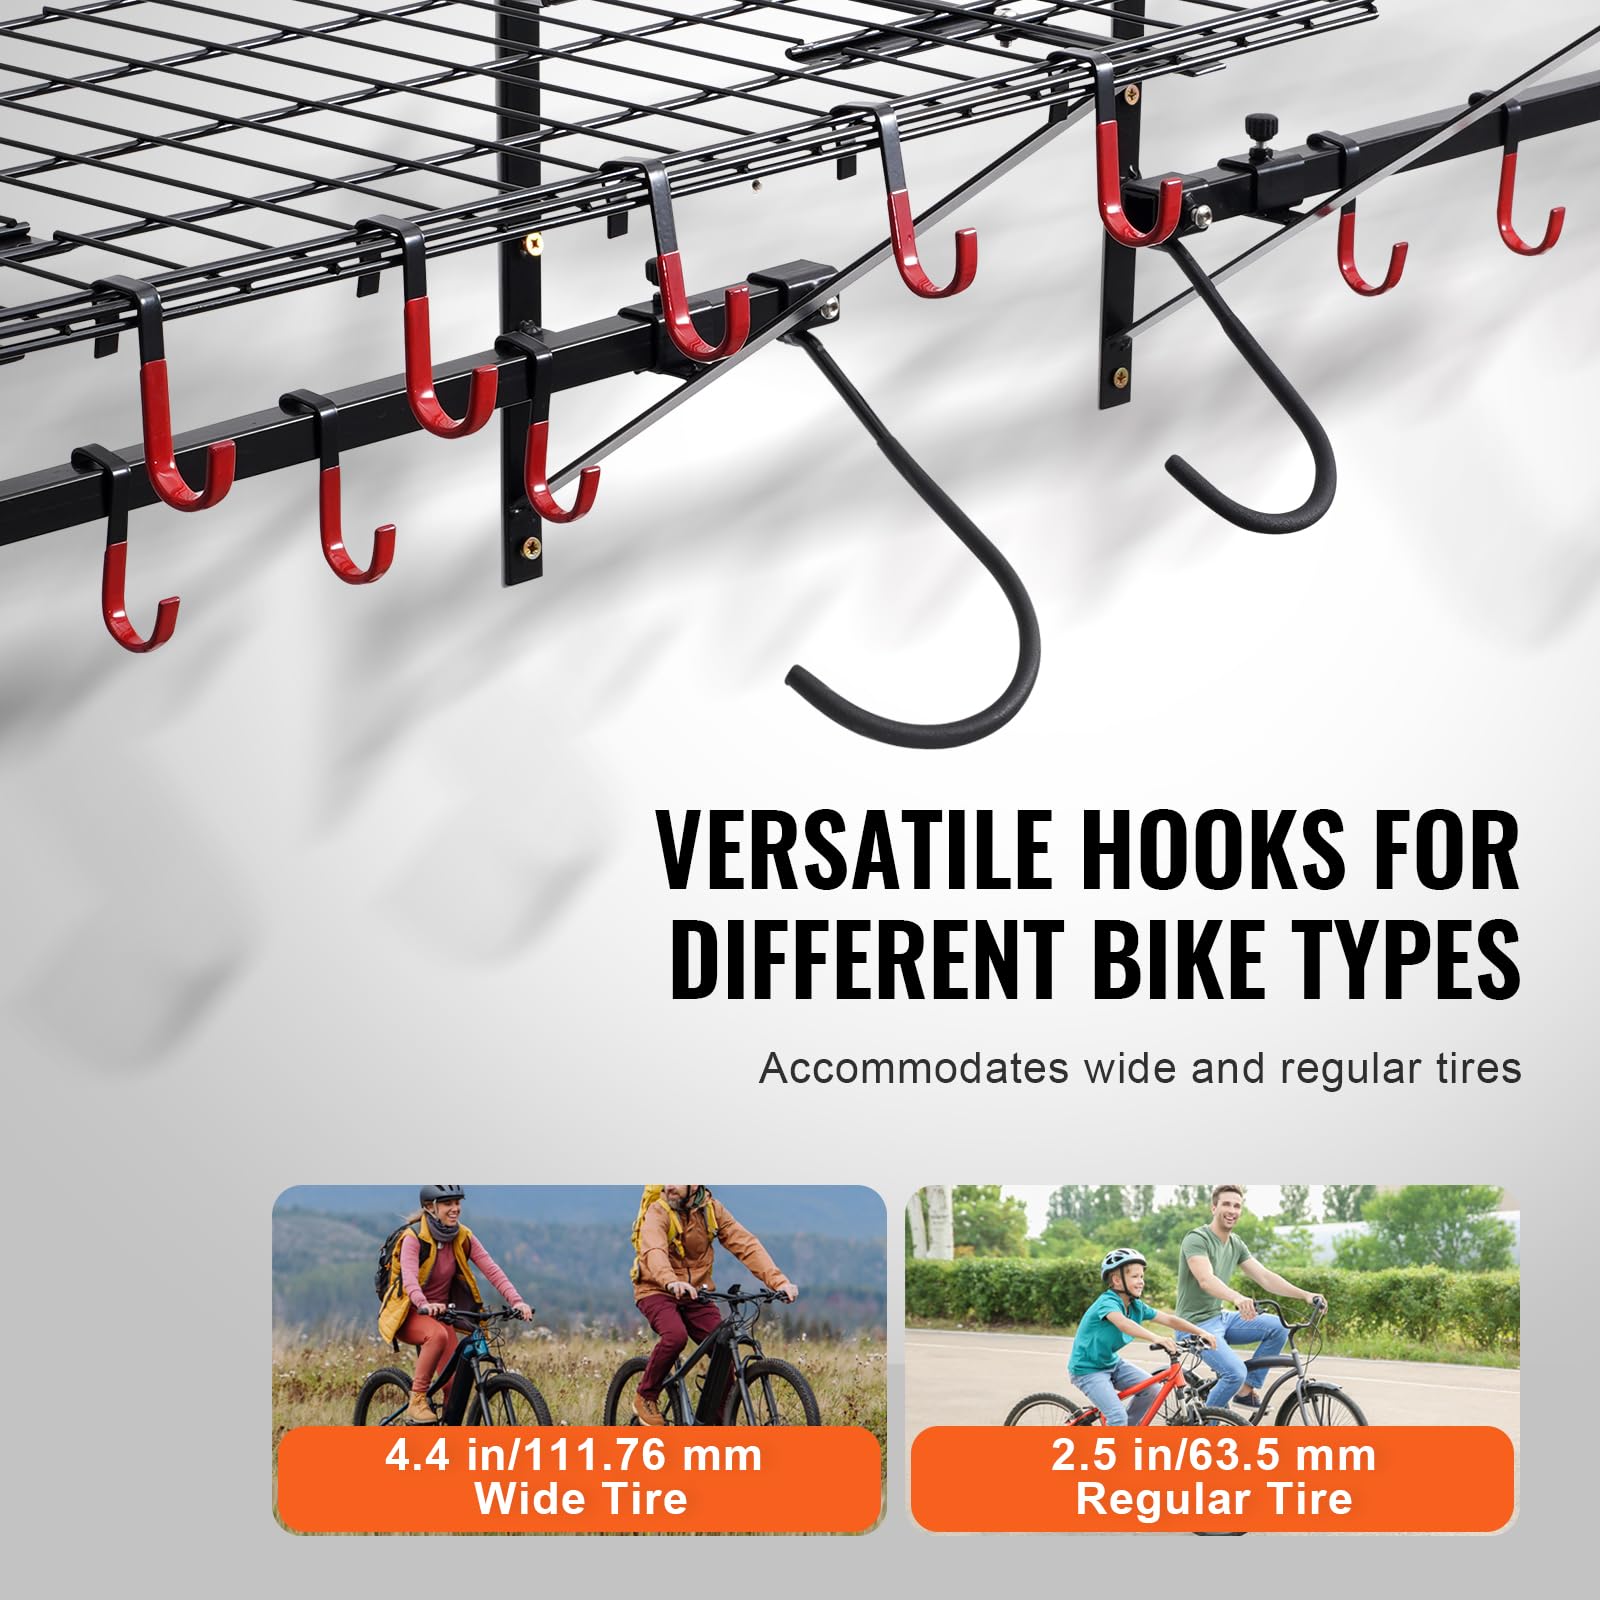 VERSATILE HOOKS FOR
DIFFERENT BIKE TYPES
Accommodates wide and regular tires
4.4 in/111.76 mm
Wide Tire
2.5 in/63.5 mm
Regular Tire